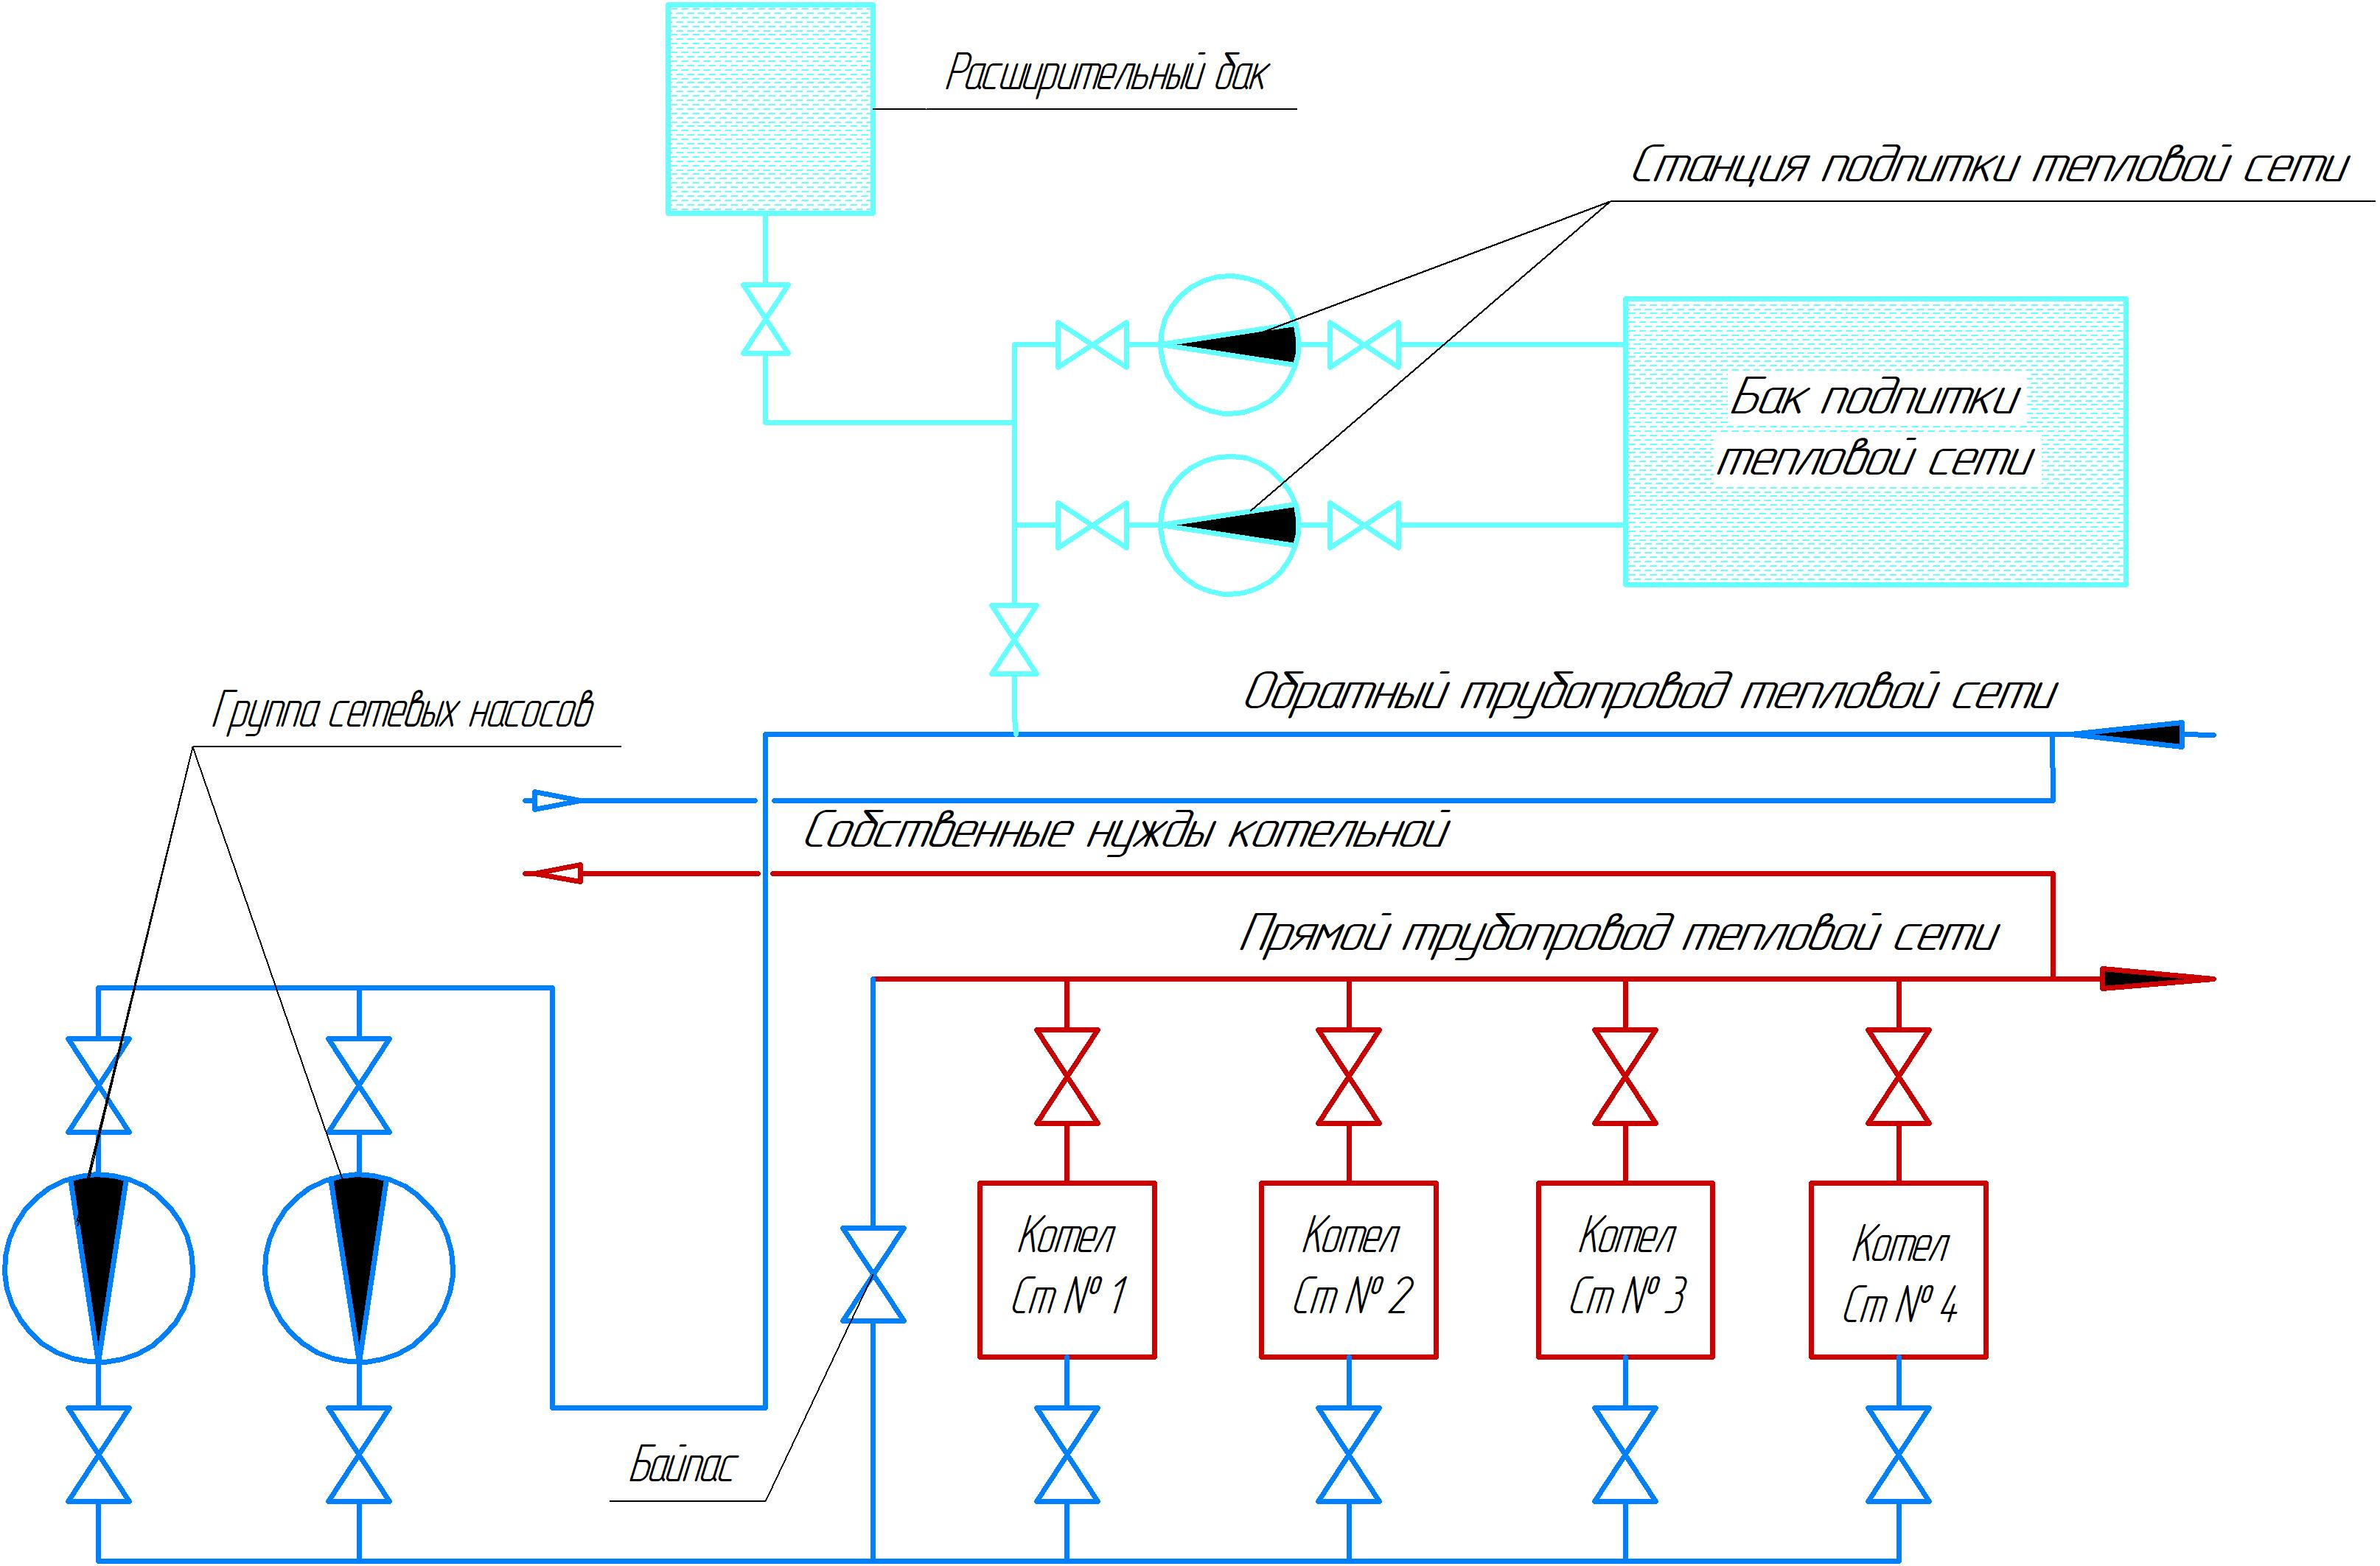 Расширительный бак
Станция подпитки тепловой сети
Бак подпитки
тепловой сети
Группа сетевых насосов
Обратный трубопровод тепловой сети
Собственные нужды котельной
Прямой трубопровод тепловой сети
Котел
Ст № 1
Котел
Ст № 2
Котел
Ст № 3
Котел
Ст № 4
Байпас